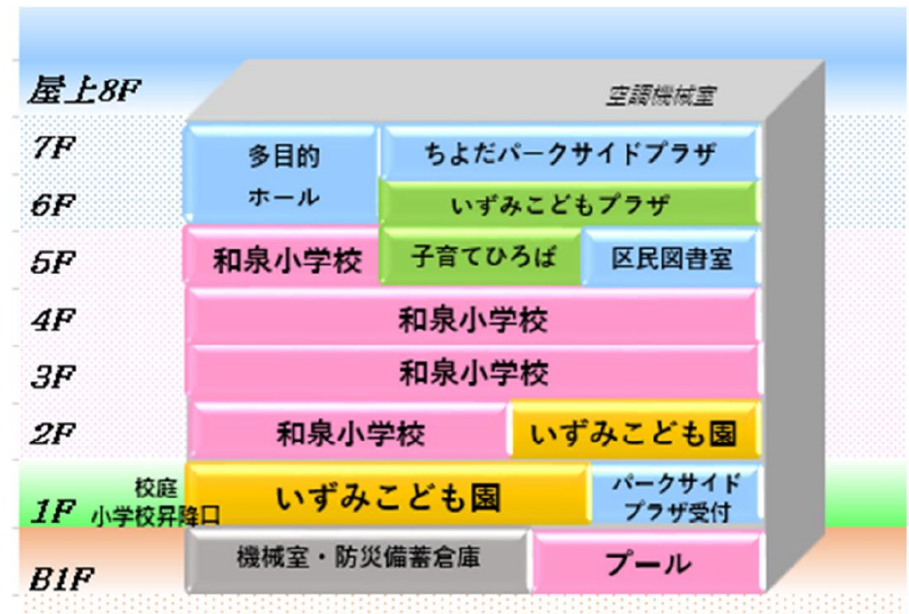 屋上8F
空調機械室
7F
多目的
ホール
ちよだパークサイドプラザ
6F
いずみこどもプラザ
5F
和泉小学校
子育てひろば
区民図書室
4F
和泉小学校
3F
和泉小学校
2F
和泉小学校
いずみこども園
1F
校庭
小学校昇降口
いずみこども園
パークサイド
プラザ受付
B1F
機械室・防災備蓄倉庫
プール